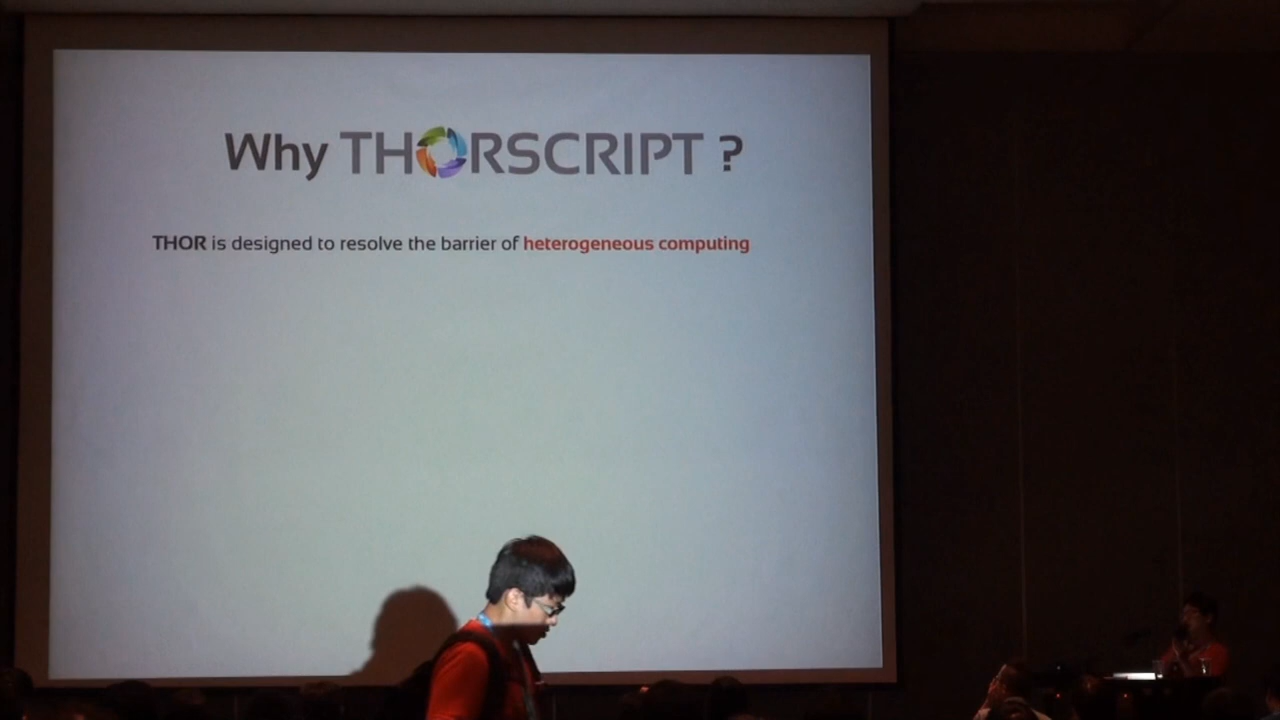 Why THORSCRIPT ?
THOR is designed to resolve the barrier of heterogeneous computing